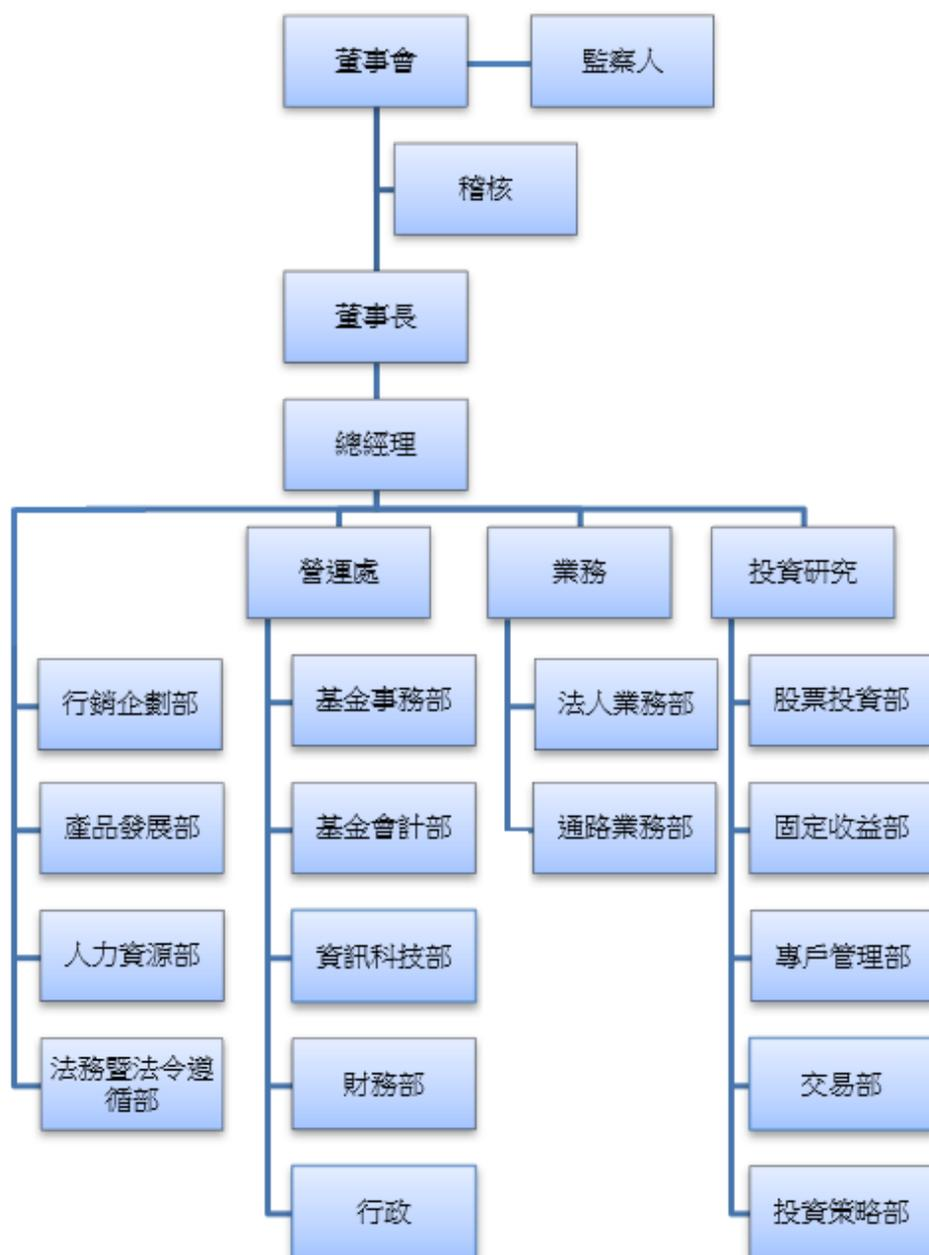 董事會
監察人
稽核
董事長
總經理
營運處
業務
投資研究
行銷企劃部
產品發展部
人力資源部
法務暨法令遵
循部
基金事務部
基金會計部
資訊科技部
財務部
行政
法人業務部
通路業務部
股票投資部
固定收益部
專戶管理部
交易部
投資策略部